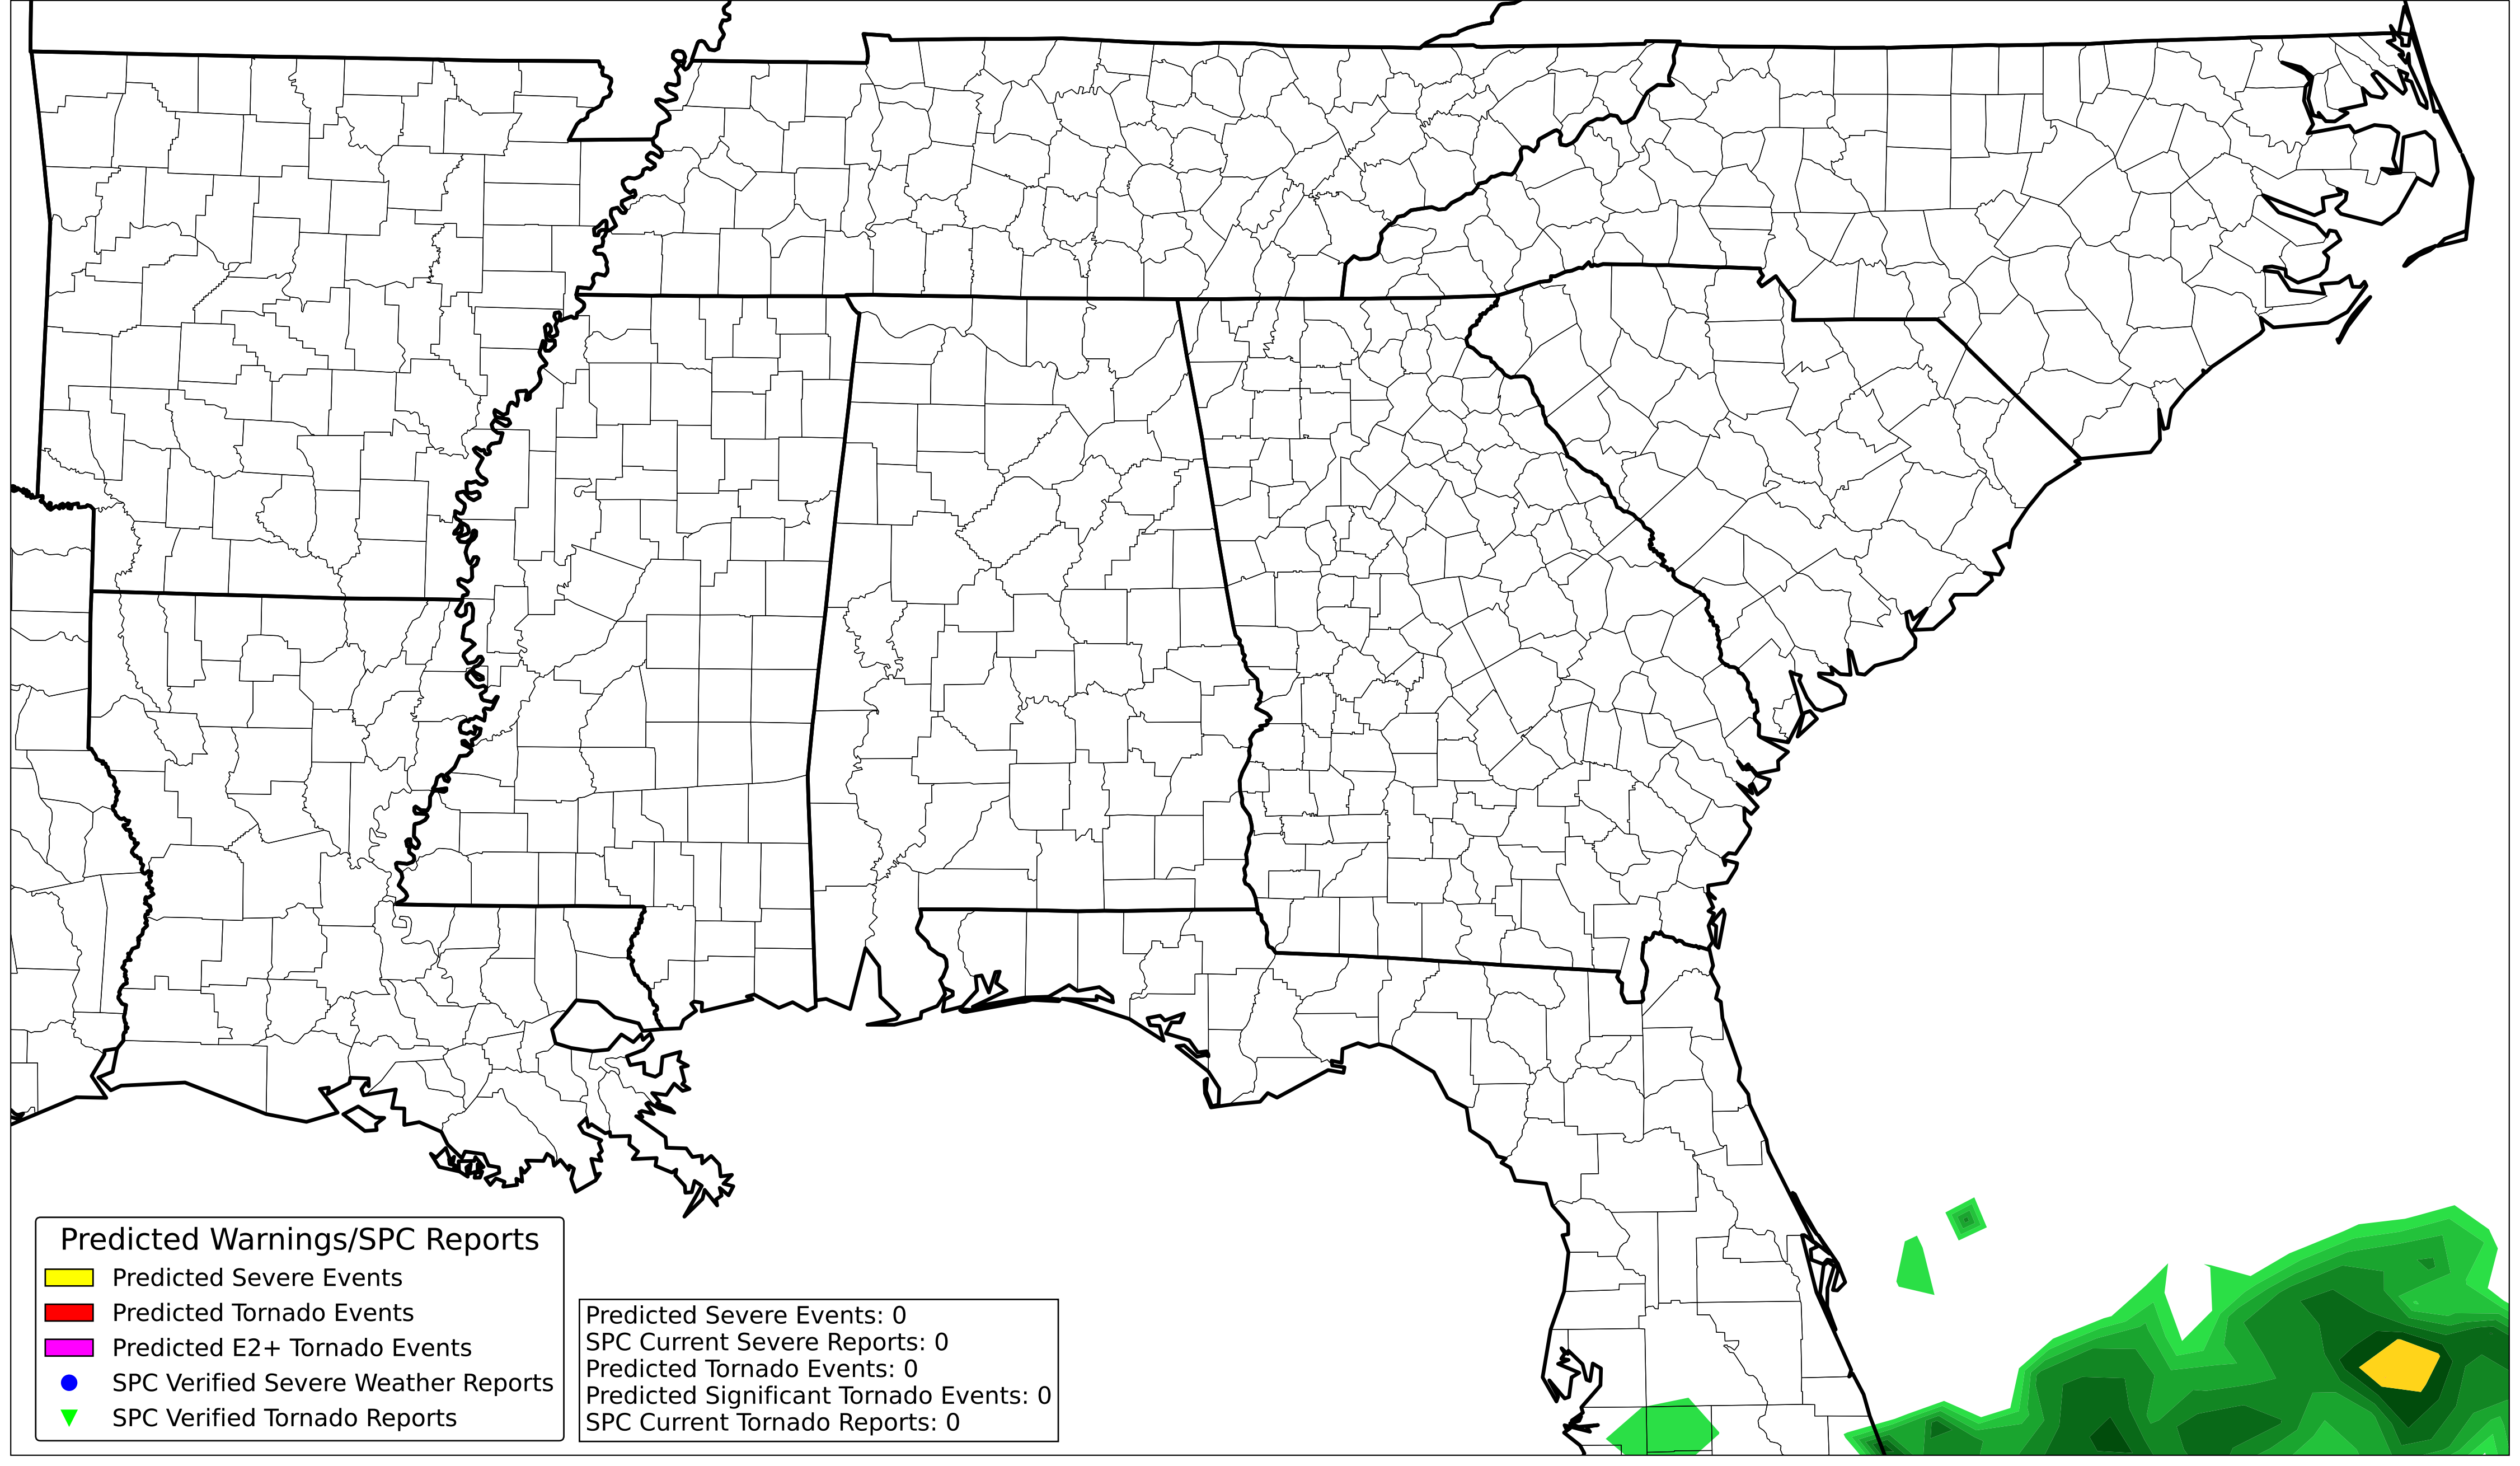 Predicted Warnings/SPC Reports
Predicted Severe Events
Predicted Tornado Events
Predicted E2+ Tornado Events
SPC Verified Severe Weather Reports
SPC Verified Tornado Reports
Predicted Severe Events: 0
SPC Current Severe Reports: 0
Predicted Tornado Events: 0
Predicted Significant Tornado Events: 0
SPC Current Tornado Reports: 0